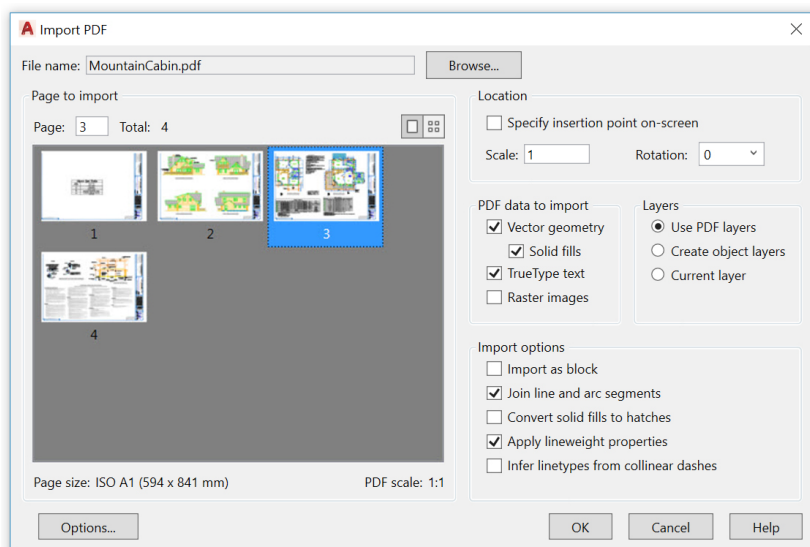 Import PDF
File name: MountainCabin.pdf Browse...
Page to import
Page: 3 Total: 4
1 2 3
4
Page size: ISO A1 (594 x 841 mm) PDF scale: 1:1
Location
Specify insertion point on-screen
Scale: 1 Rotation: 0
PDF data to import
Vector geometry
Solid fills
TrueType text
Raster images
Layers
Use PDF layers
Create object layers
Current layer
Import options
Import as block
Join line and arc segments
Convert solid fills to hatches
Apply lineweight properties
Infer linetypes from collinear dashes
Options... OK Cancel Help